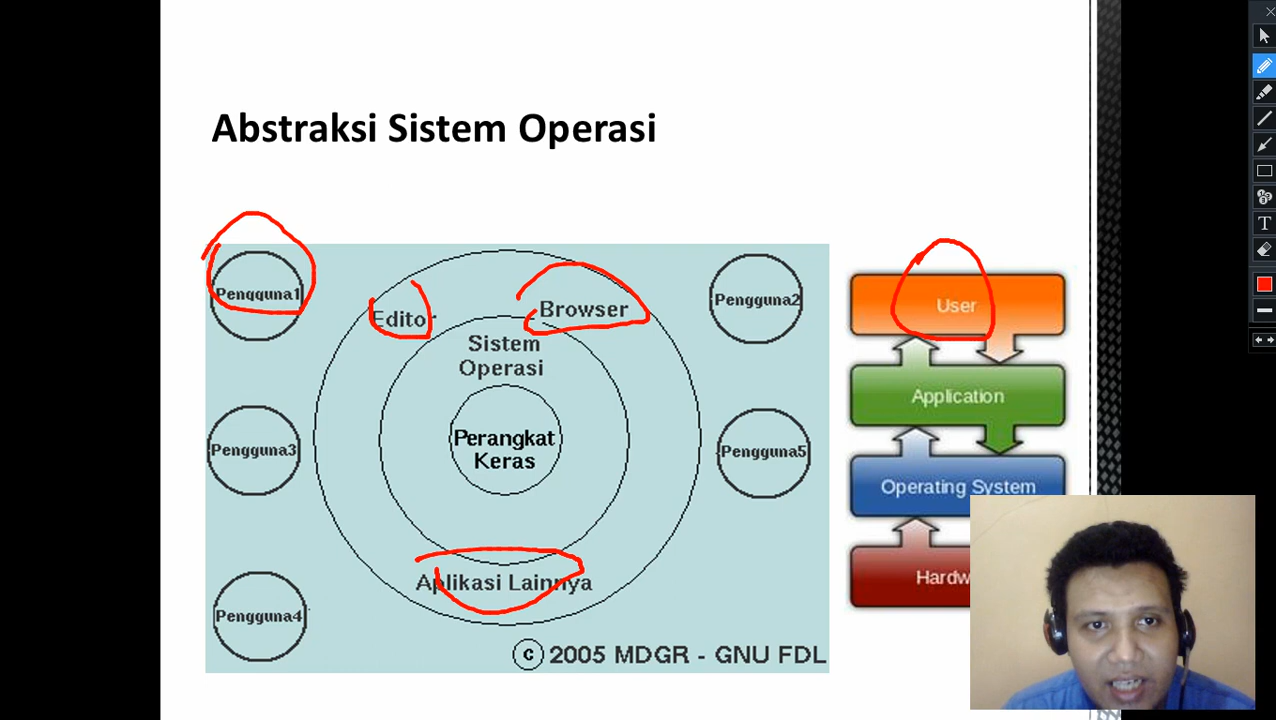 Abstraksi Sistem Operasi
Pengguna1
Editor
Browser
Pengguna2
Sistem
Operasi
Perangkat
Keras
Pengguna3
Pengguna5
Aplikasi Lainnya
Pengguna4
© 2005 MDGR - GNU FDL
User
Application
Operating System
T